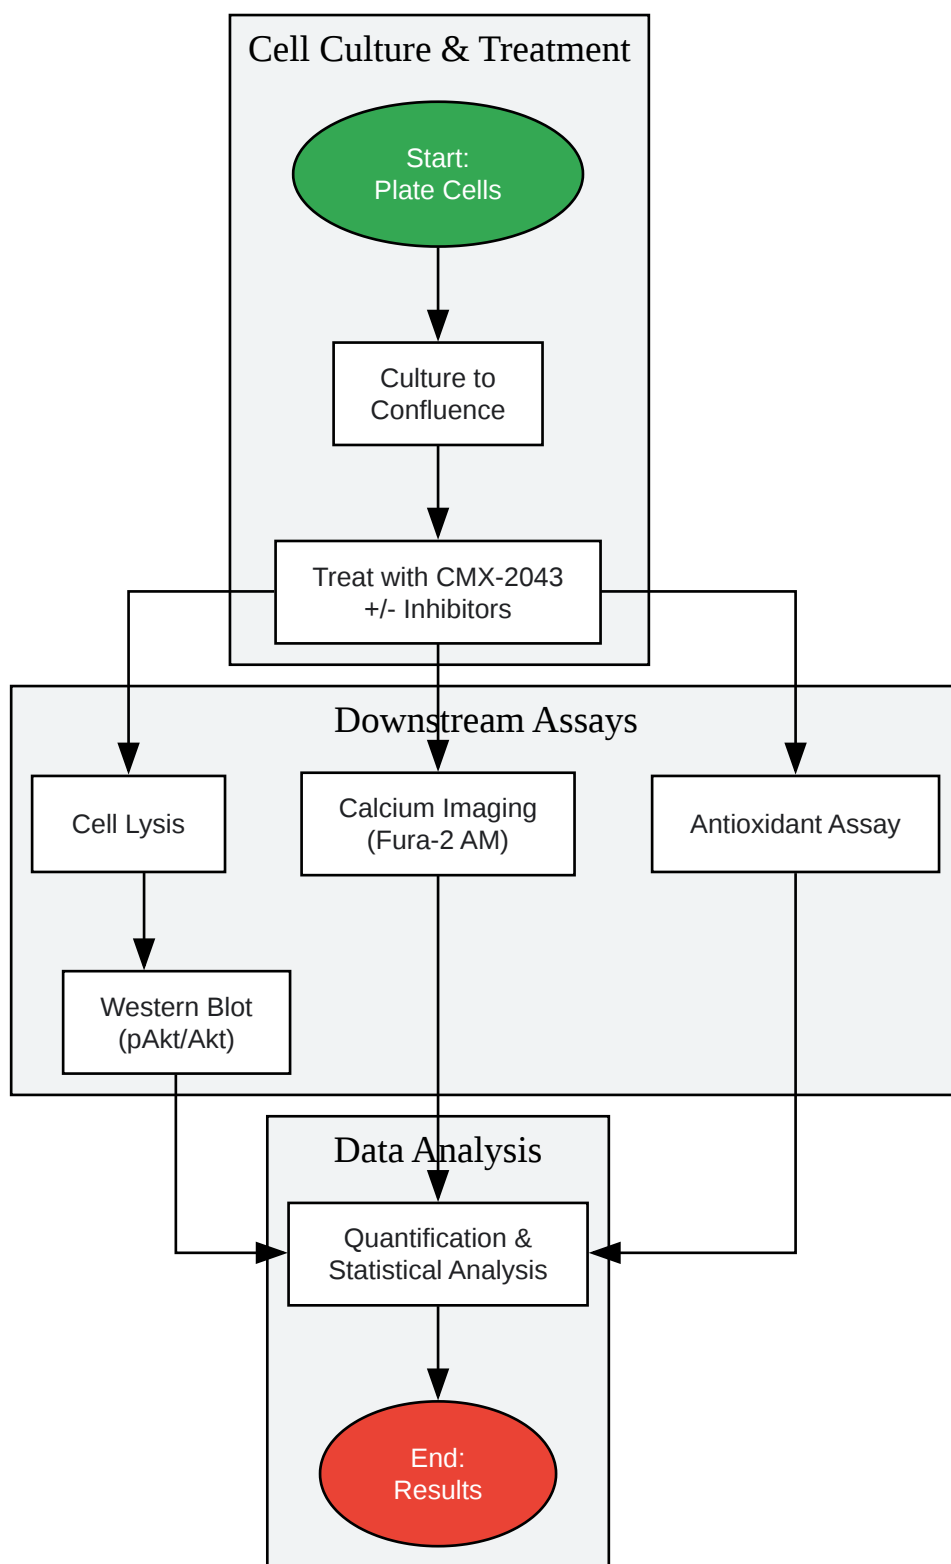 Cell Culture & Treatment
Start:
Plate Cells
Culture to
Confluence
Treat with CMX-2043
+/- Inhibitors
Downstream Assays
Cell Lysis
Calcium Imaging
(Fura-2 AM)
Antioxidant Assay
Western Blot
(pAkt/Akt)
Data Analysis
Quantification &
Statistical Analysis
End:
Results